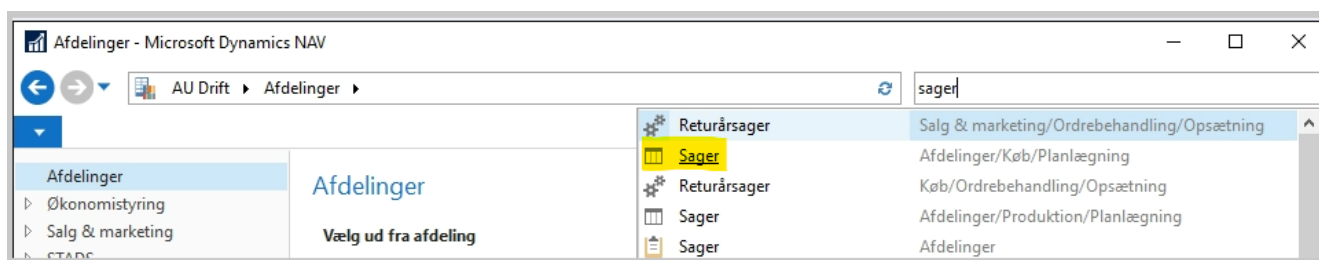 Afdelinger - Microsoft Dynamics NAV
AU Drift Afdelinger
sager
Returårsager Salg & marketing/Ordrebehandling/Opsætning
Sager Afdelinger/Køb/Planlægning
Returårsager Køb/Ordrebehandling/Opsætning
Sager Afdelinger/Produktion/Planlægning
Sager Afdelinger
Afdelinger
Økonomistyring
Salg & marketing
STADS
Afdelinger
Vælg ud fra afdeling